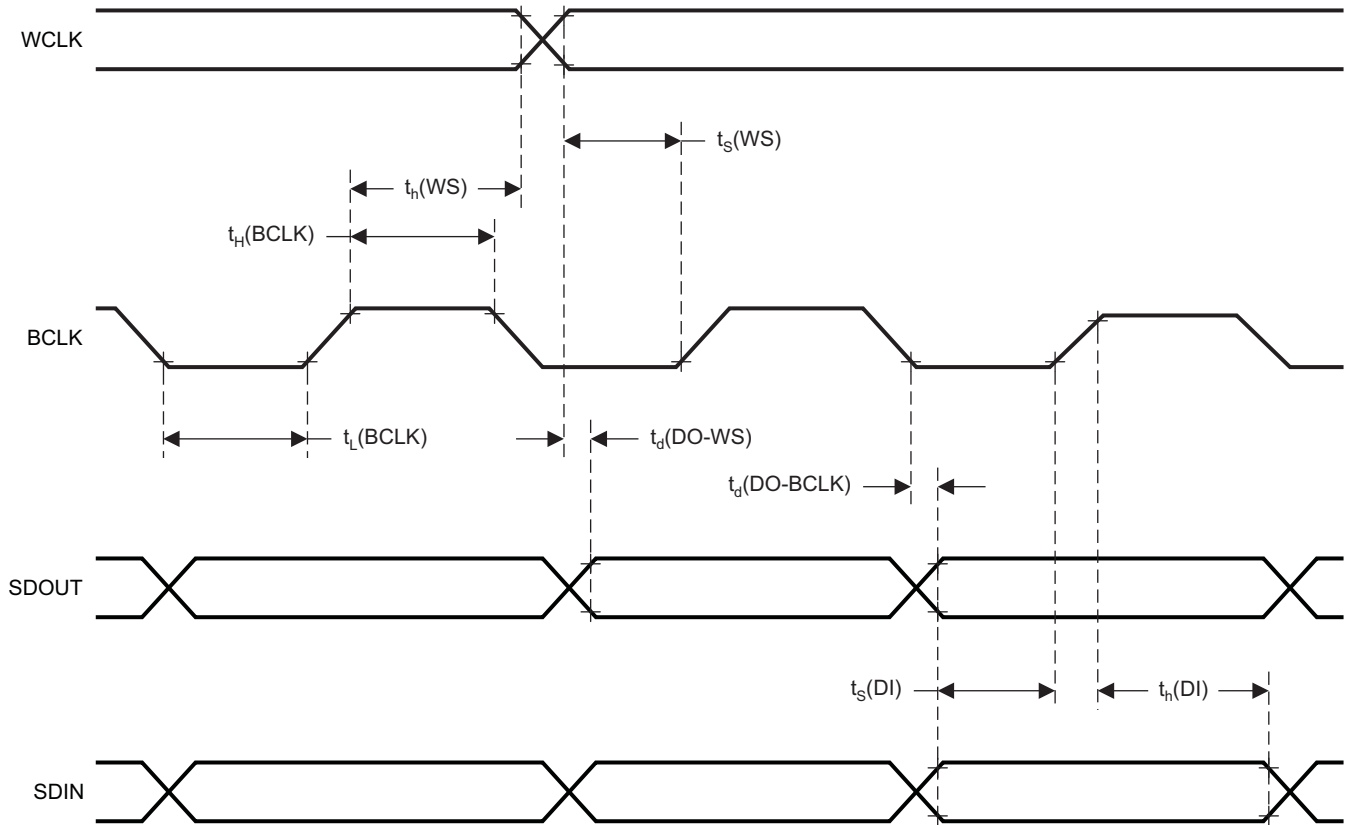 WCLK
tS(WS)
th(WS)
tH(BCLK)
BCLK
tL(BCLK)
td(DO-WS)
td(DO-BCLK)
SDOUT
tS(DI)
th(DI)
SDIN